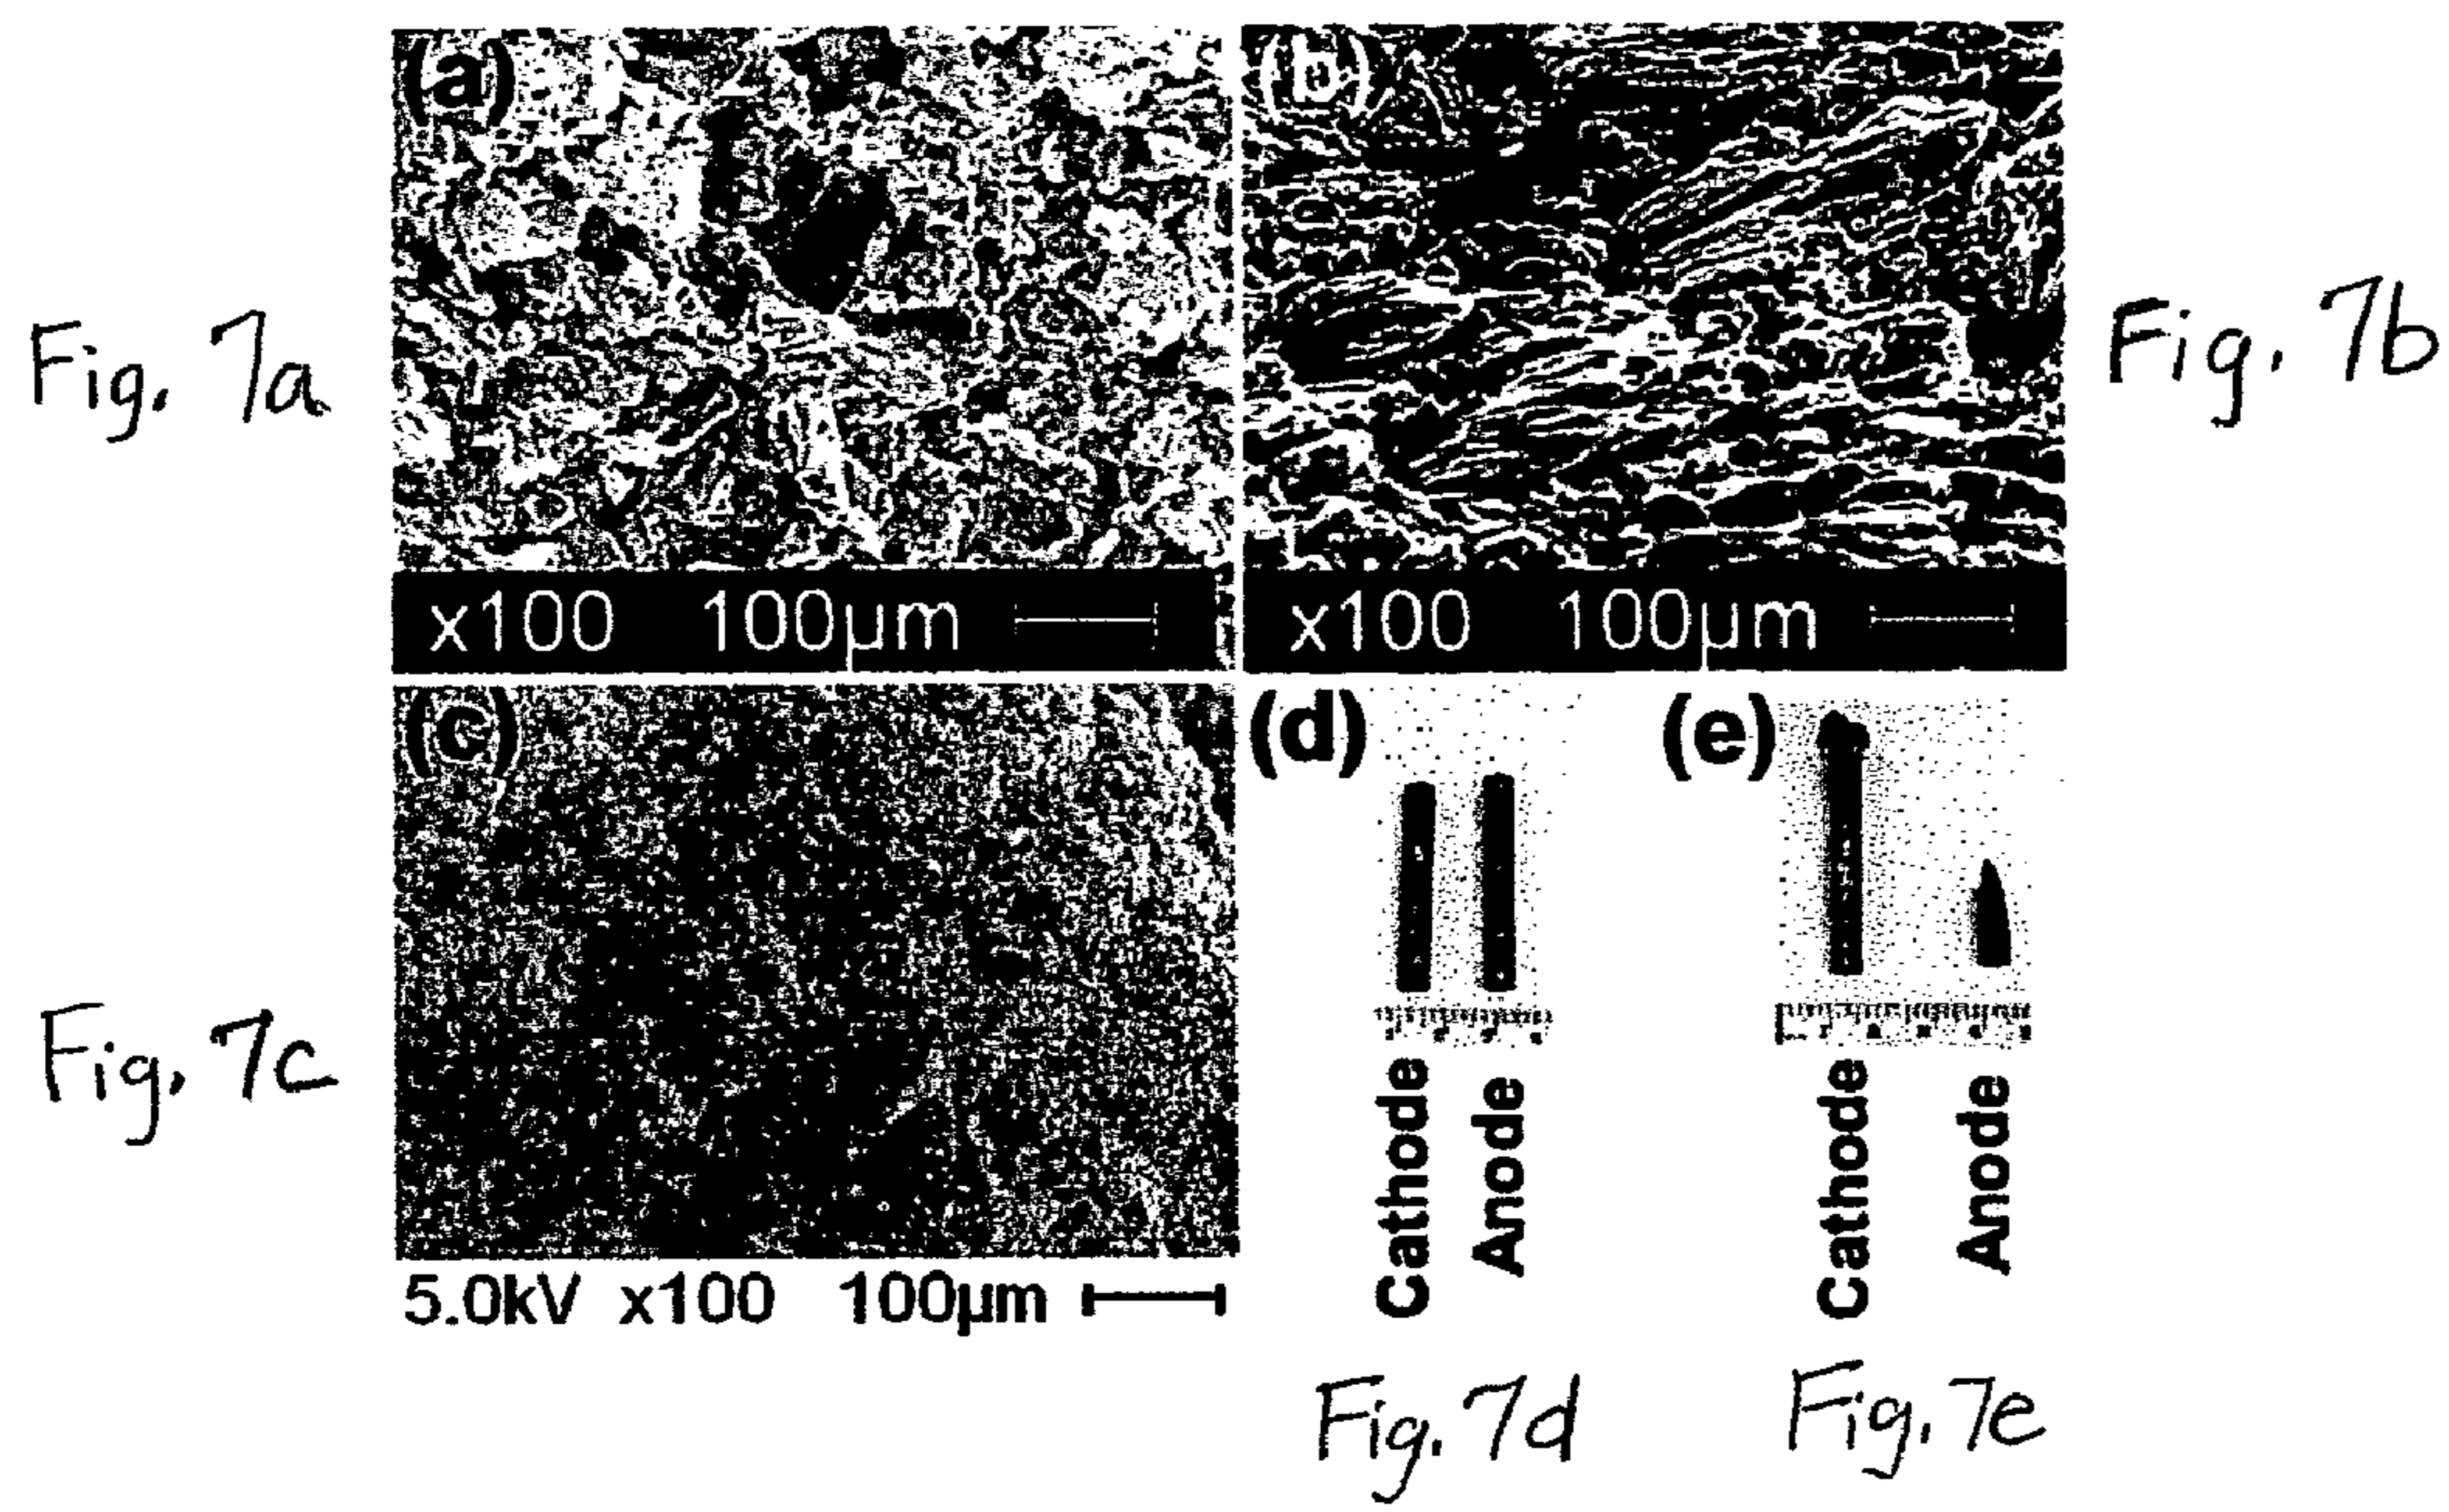 (a)
(b)
Fig. 7a
Fig. 7b
x100 100µm
x100 100µm
(c)
(d)
(e)
Fig. 7c
5.0kV x100 100µm
Cathode
Anode
Cathode
Anode
Fig. 7d
Fig. 7e